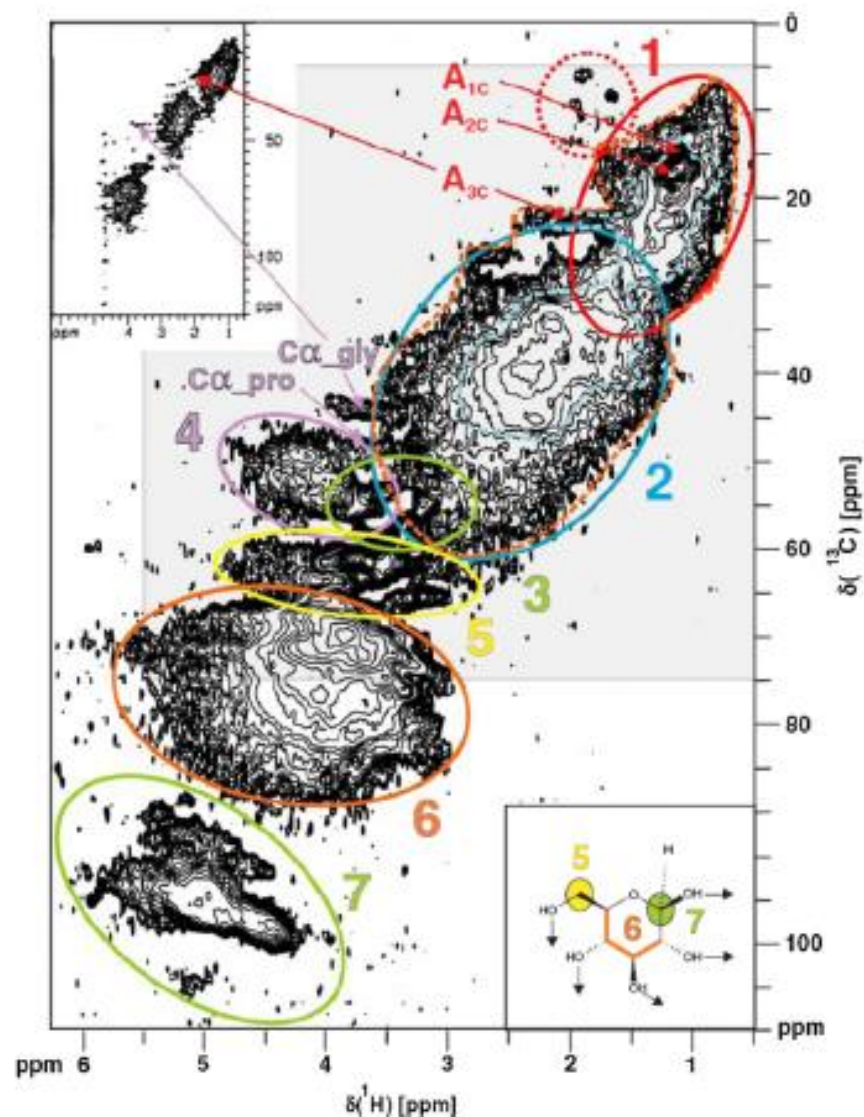 0
1
A1C
A2C
50
20
A3C
100
ppm
ppm 4 2 1
Cα_gly
Cα_pro
40
4
2
δ(13C) [ppm]
60
3
5
80
6
7
H
5
O
OH
HO
6
7
100
HO
OH
OH
ppm
ppm 6 5 4 3 2 1
δ(1H) [ppm]